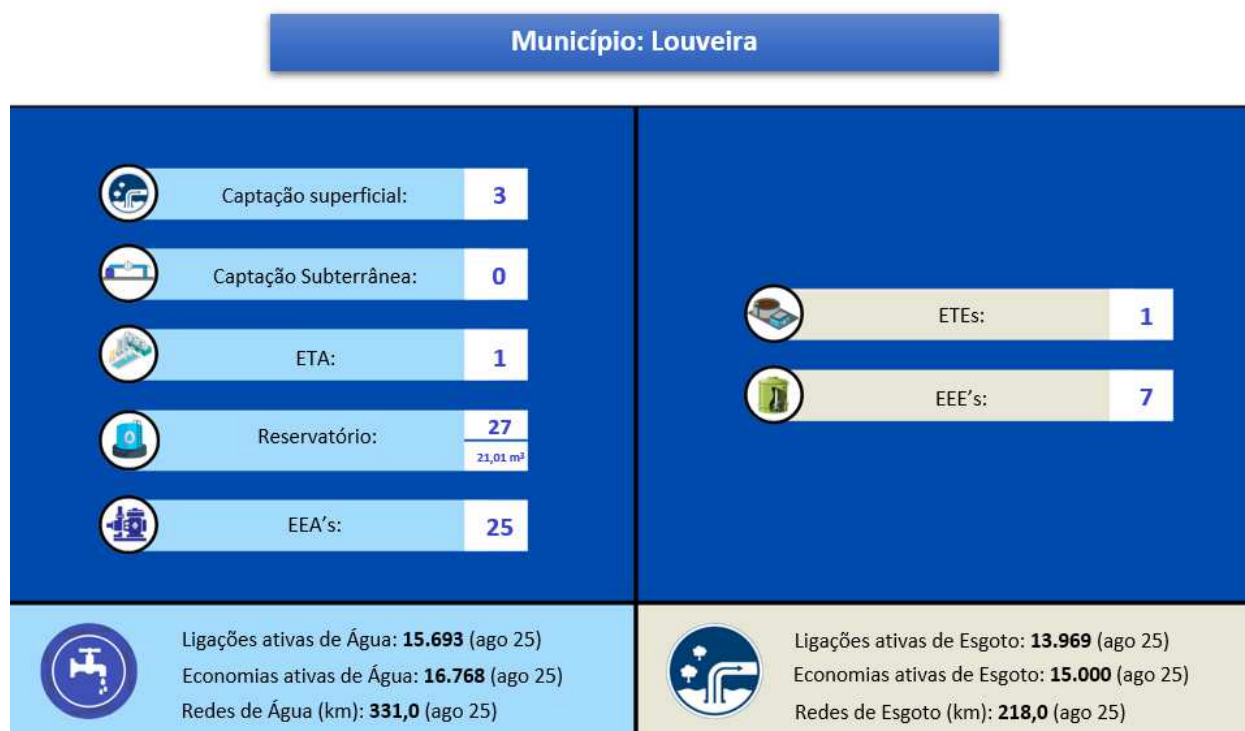 Município: Louveira
Captação superficial: 3
Captação Subterrânea: 0
ETA: 1
Reservatório: 27
21,01 m³
EEA’s: 25
ETEs: 1
EEE’s: 7
Ligações ativas de Água: 15.693 (ago 25)
Economias ativas de Água: 16.768 (ago 25)
Redes de Água (km): 331,0 (ago 25)
Ligações ativas de Esgoto: 13.969 (ago 25)
Economias ativas de Esgoto: 15.000 (ago 25)
Redes de Esgoto (km): 218,0 (ago 25)